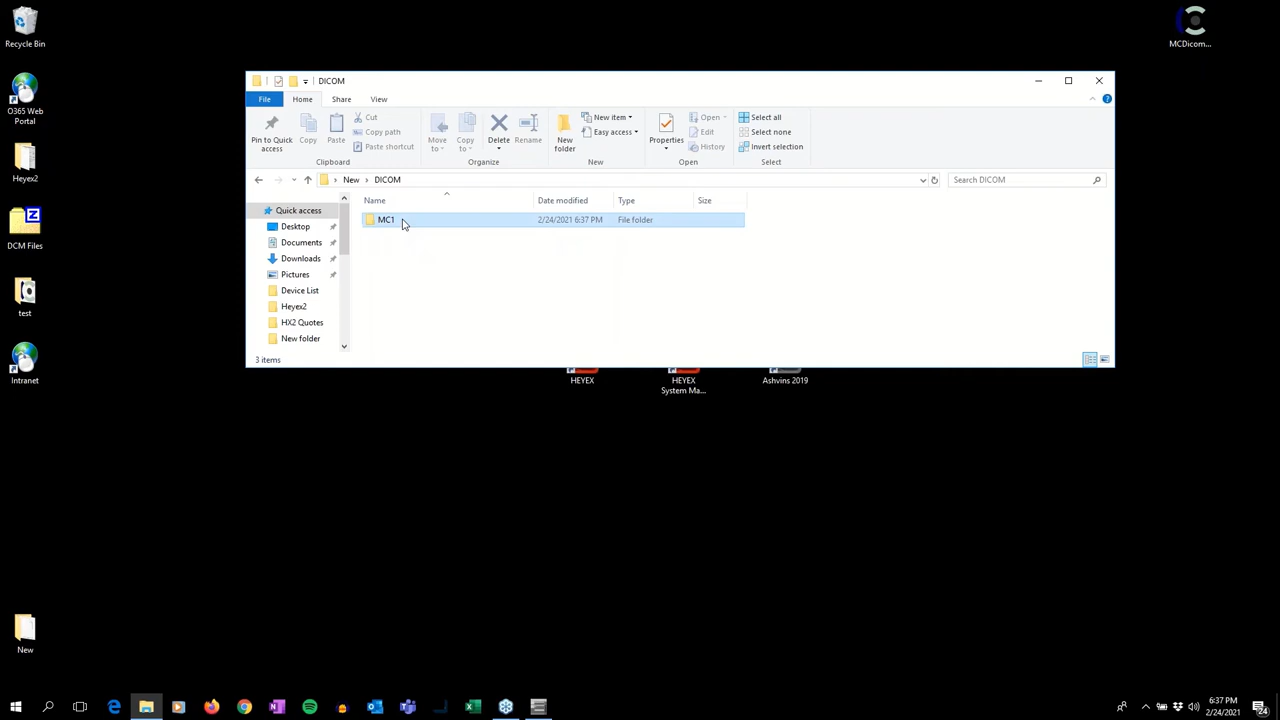 Recycle Bin
MCDicom...
O365 Web
Portal
Heyex2
DCM Files
test
Intranet
New
DICOM
File Home Share View
Pin to Quick
access
Copy
Paste
Cut
Copy path
Paste shortcut
Clipboard
Move
to
Copy
to
Delete
Rename
Organize
New
folder
New item
Easy access
New
Properties
Open
Edit
History
Open
Select all
Select none
Invert selection
Select
New > DICOM
Search DICOM
Name Date modified Type Size
MC1 2/24/2021 6:37 PM File folder
Quick access
Desktop
Documents
Downloads
Pictures
Device List
Heyex2
HX2 Quotes
New folder
3 items
HEYEX
HEYEX
System Ma...
Ashvins 2019
6:37 PM
2/24/2021
24